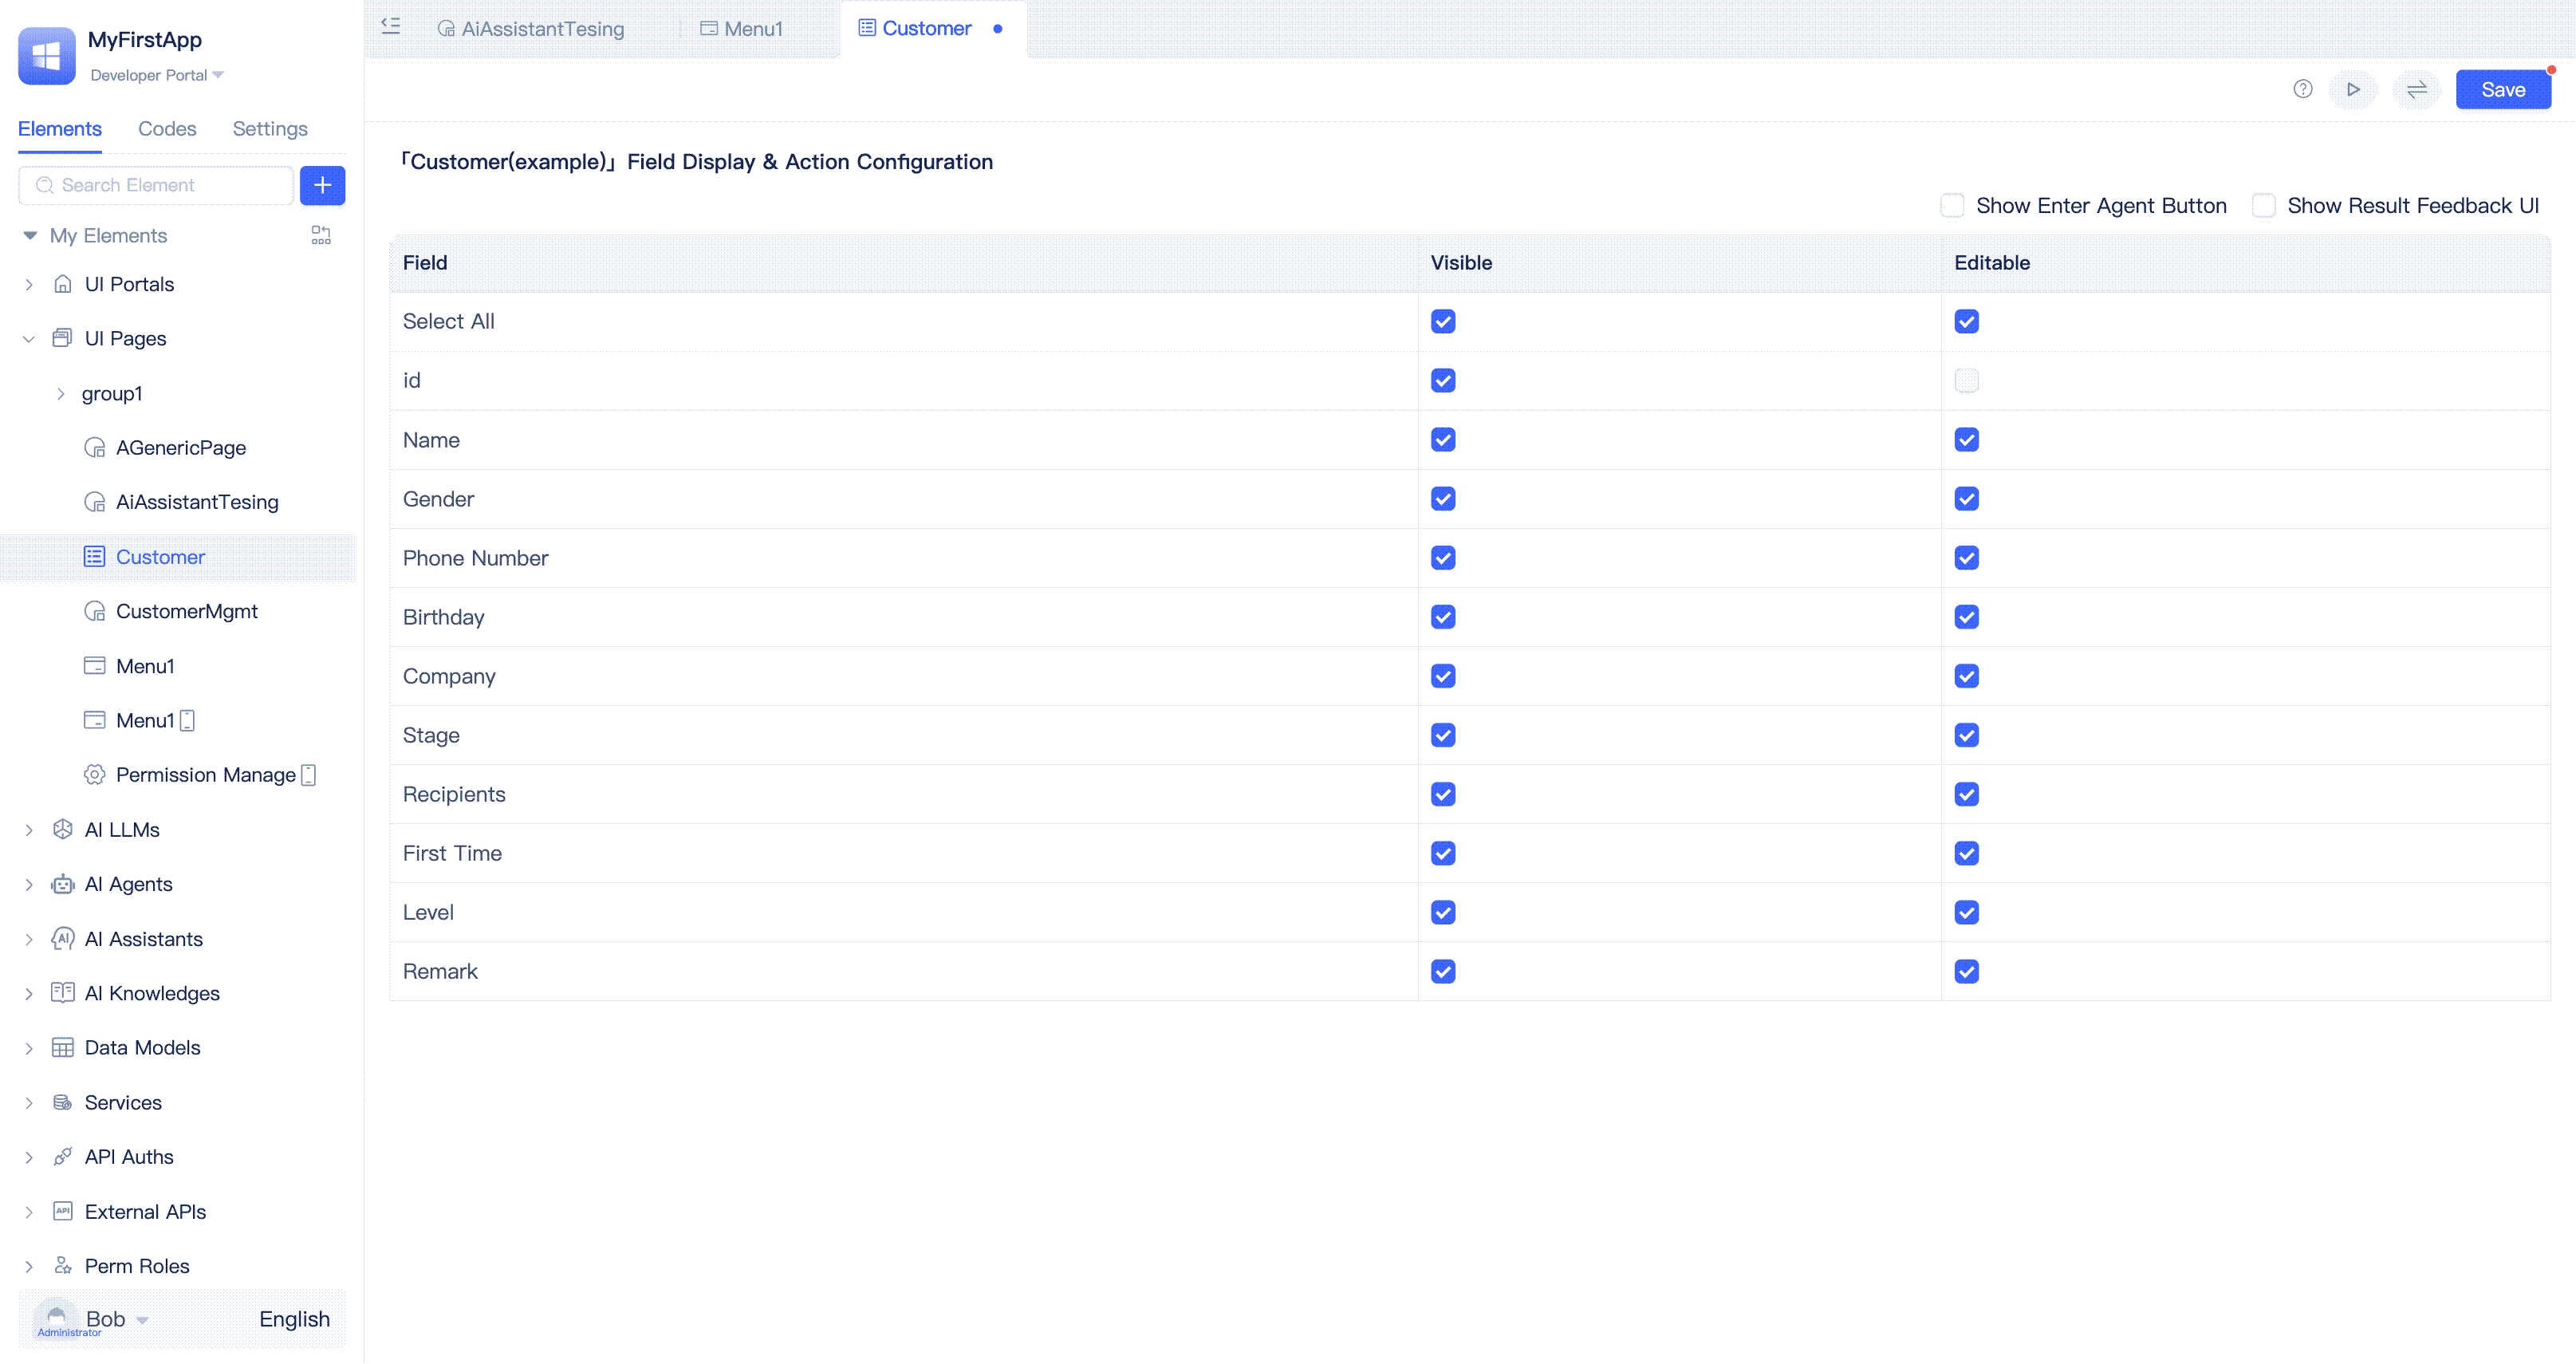 MyFirstApp
Developer Portal
Elements Codes Settings
Search Element
My Elements
UI Portals
UI Pages
group1
AGenericPage
AiAssistantTesing
Customer
CustomerMgmt
Menu1
Menu1
Permission Manage
AI LLMs
AI Agents
AI Assistants
AI Knowledges
Data Models
Services
API Auths
External APIs
Perm Roles
Bob
Administrator
English
AiAssistantTesing Menu1 Customer
Save
「Customer(example)」Field Display & Action Configuration
Show Enter Agent Button Show Result Feedback UI
Field Visible Editable
Select All
id
Name
Gender
Phone Number
Birthday
Company
Stage
Recipients
First Time
Level
Remark